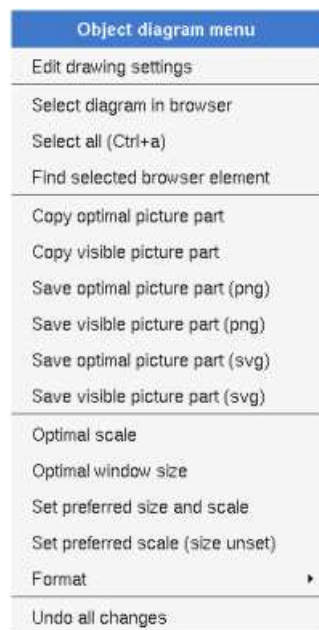 Object diagram menu
Edit drawing settings
Select diagram in browser
Select all (Ctrl+a)
Find selected browser element
Copy optimal picture part
Copy visible picture part
Save optimal picture part (png)
Save visible picture part (png)
Save optimal picture part (svg)
Save visible picture part (svg)
Optimal scale
Optimal window size
Set preferred size and scale
Set preferred scale (size unset)
Format
Undo all changes